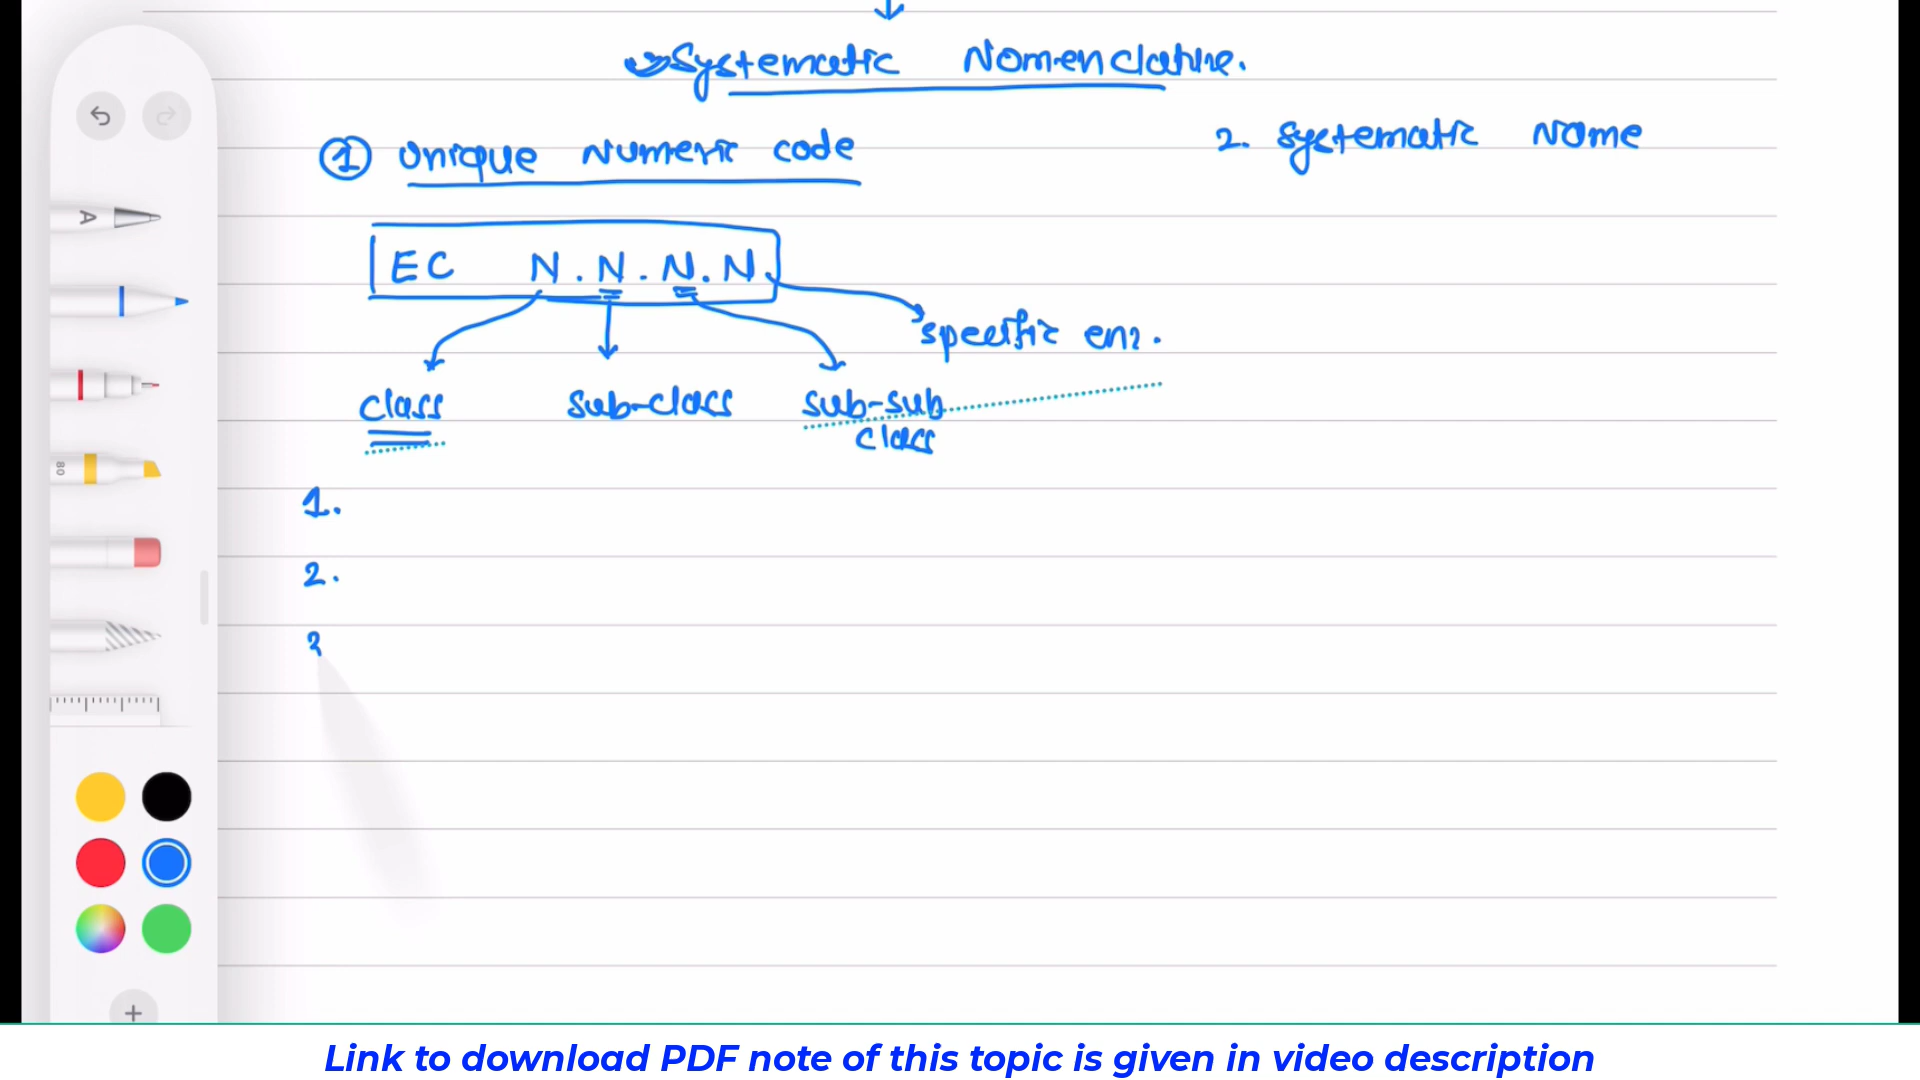 Systematic Nomenclature.
1 Unique Numeric code
2. Systematic Name
EC N.N.N.N.
specific enz.
class sub-class sub-sub
class
1.
2.
3
Link to download PDF note of this topic is given in video description
A
80